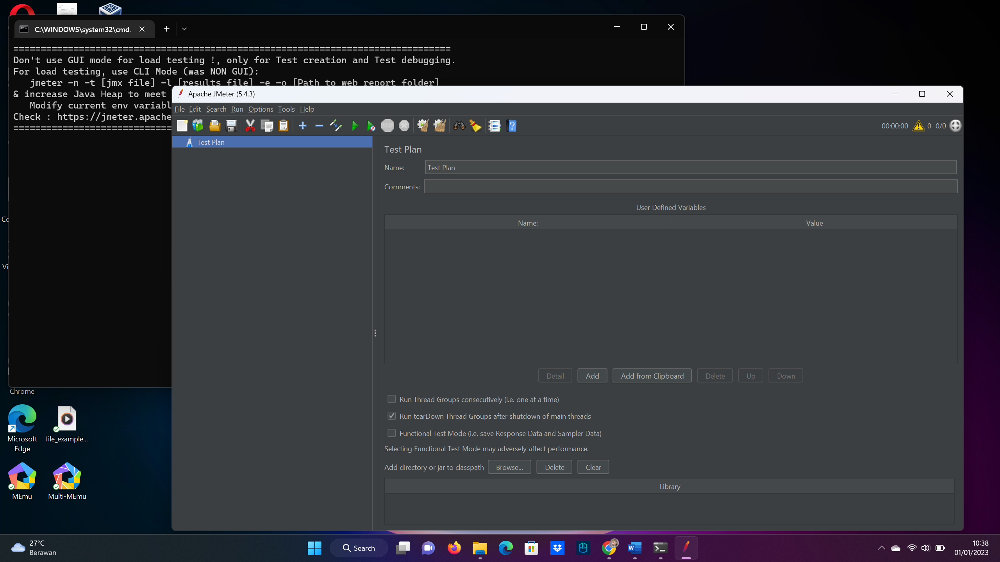 C:\WINDOWS\system32\cmd.
================================================================================
Don't use GUI mode for load testing !, only for Test creation and Test debugging.
For load testing, use CLI Mode (was NON GUI):
jmeter -n -t [jmx file] -l [results file] -e -o [Path to web report folder]
& increase Java Heap to meet
Modify current env variabl
Check : https://jmeter.apache
=============================
Apache JMeter (5.4.3)
File Edit Search Run Options Tools Help
STOP
00:00:00 0 0/0
Test Plan
Test Plan
Name: Test Plan
Comments:
User Defined Variables
Name: Value
Detail Add Add from Clipboard Delete Up Down
Run Thread Groups consecutively (i.e. one at a time)
Run tearDown Thread Groups after shutdown of main threads
Functional Test Mode (i.e. save Response Data and Sampler Data)
Selecting Functional Test Mode may adversely affect performance.
Add directory or jar to classpath Browse... Delete Clear
Library
Co
Vi
Chrome
Microsoft Edge
file_example...
MEmu
Multi-MEmu
27°C
Berawan
Search
10:38
01/01/2023